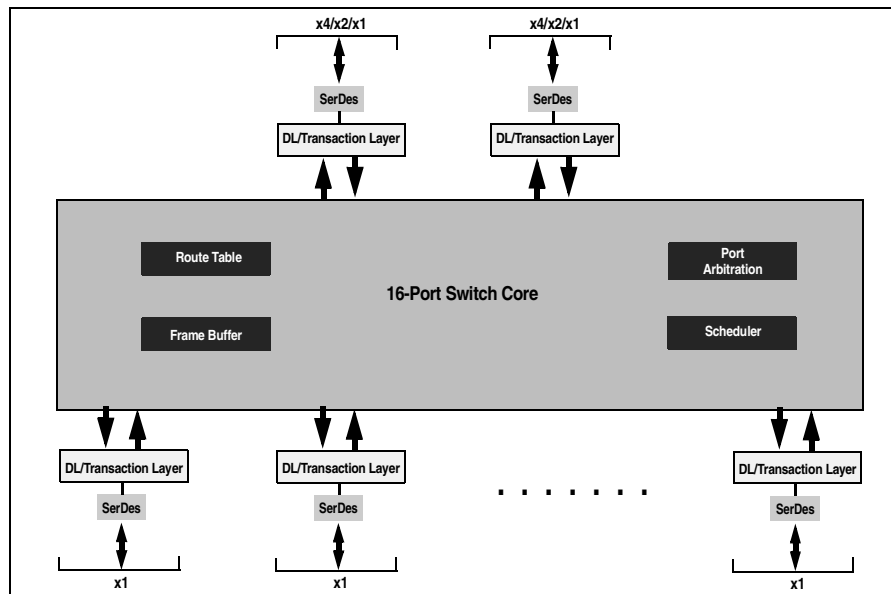 x4/x2/x1
x4/x2/x1
SerDes
SerDes
DL/Transaction Layer
DL/Transaction Layer
Route Table
Port
Arbitration
16-Port Switch Core
Frame Buffer
Scheduler
DL/Transaction Layer
DL/Transaction Layer
DL/Transaction Layer
. . . . . . .
SerDes
SerDes
SerDes
x1
x1
x1